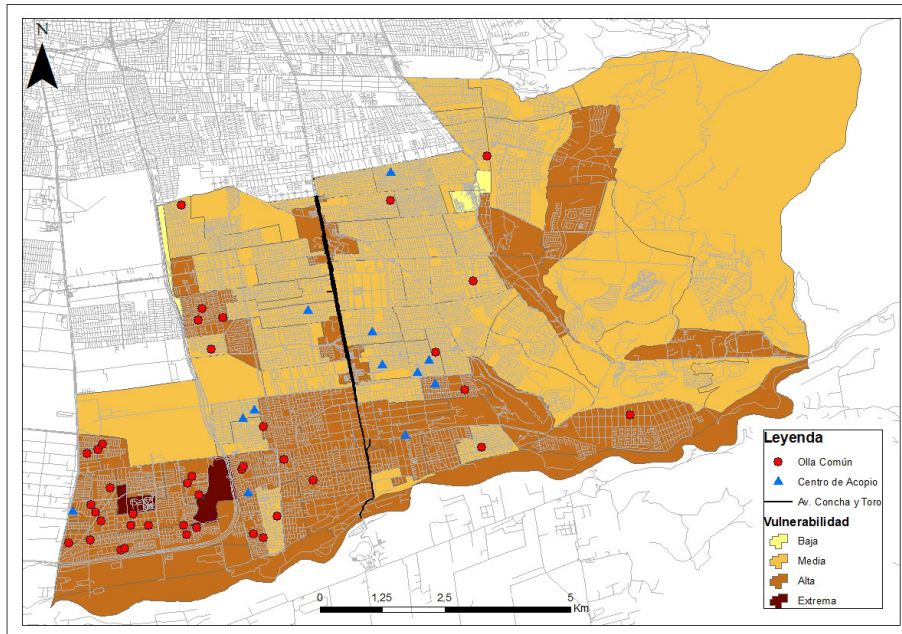 N
Leyenda
Olla Común
Centro de Acopio
Av. Concha y Toro
Vulnerabilidad
Baja
Media
Alta
Extrema
0 1,25 2,5 5
Km